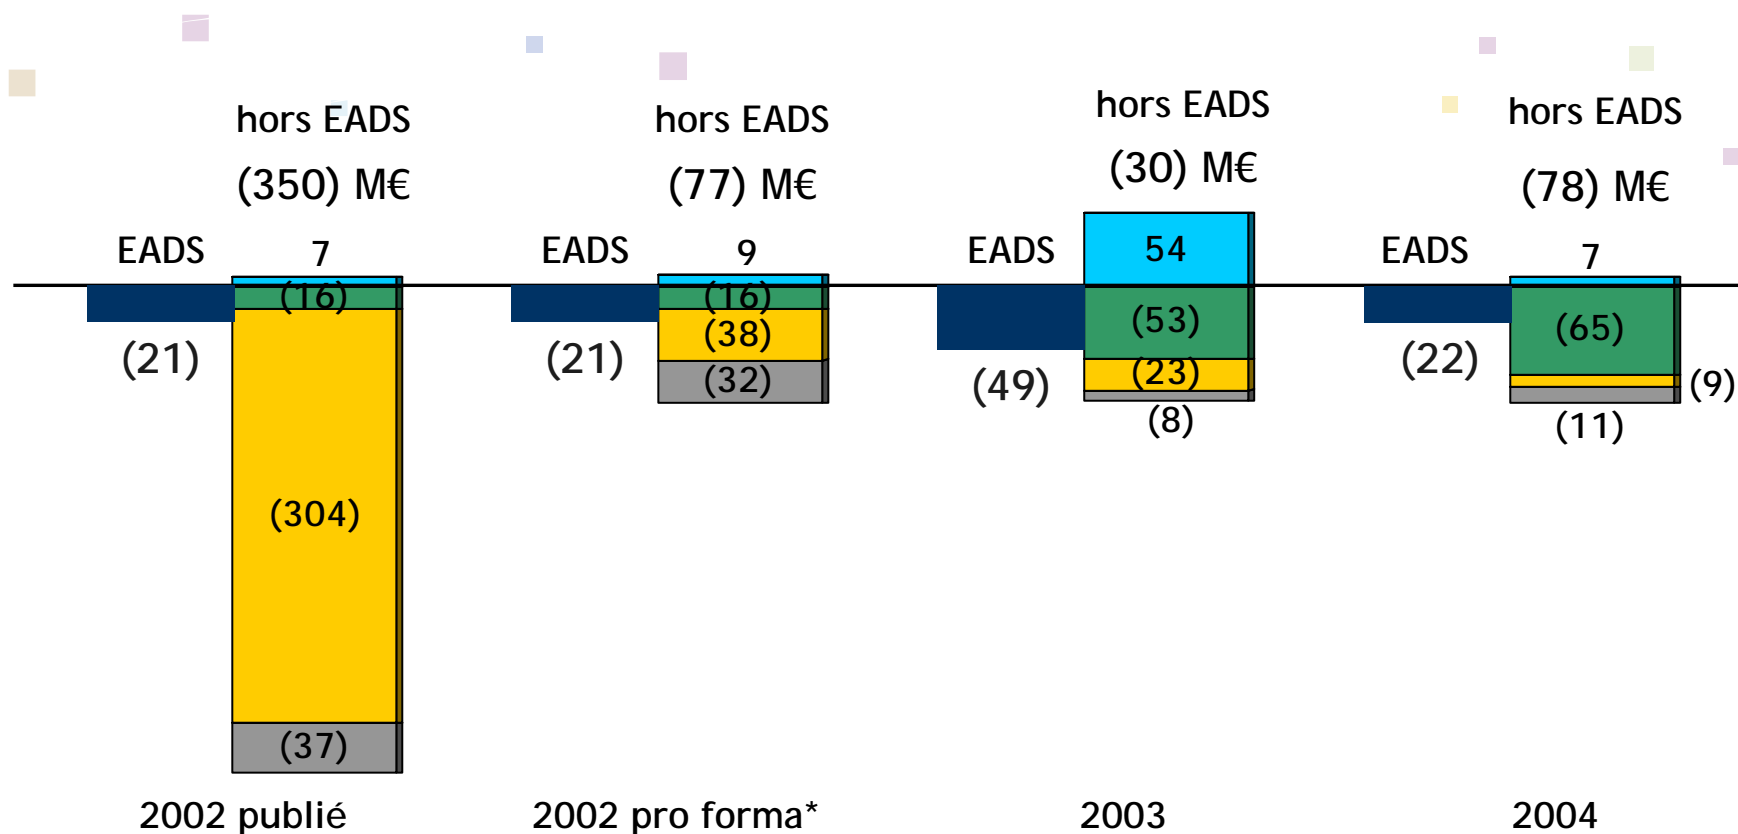 hors EADS
(350) M€
EADS
7
(16)
(21)
(304)
(37)
2002 publié
hors EADS
(77) M€
EADS
9
(16)
(38)
(21)
(32)
2002 pro forma*
hors EADS
(30) M€
EADS
54
(53)
(23)
(49)
(8)
2003
hors EADS
(78) M€
EADS
7
(65)
(22)
(9)
(11)
2004